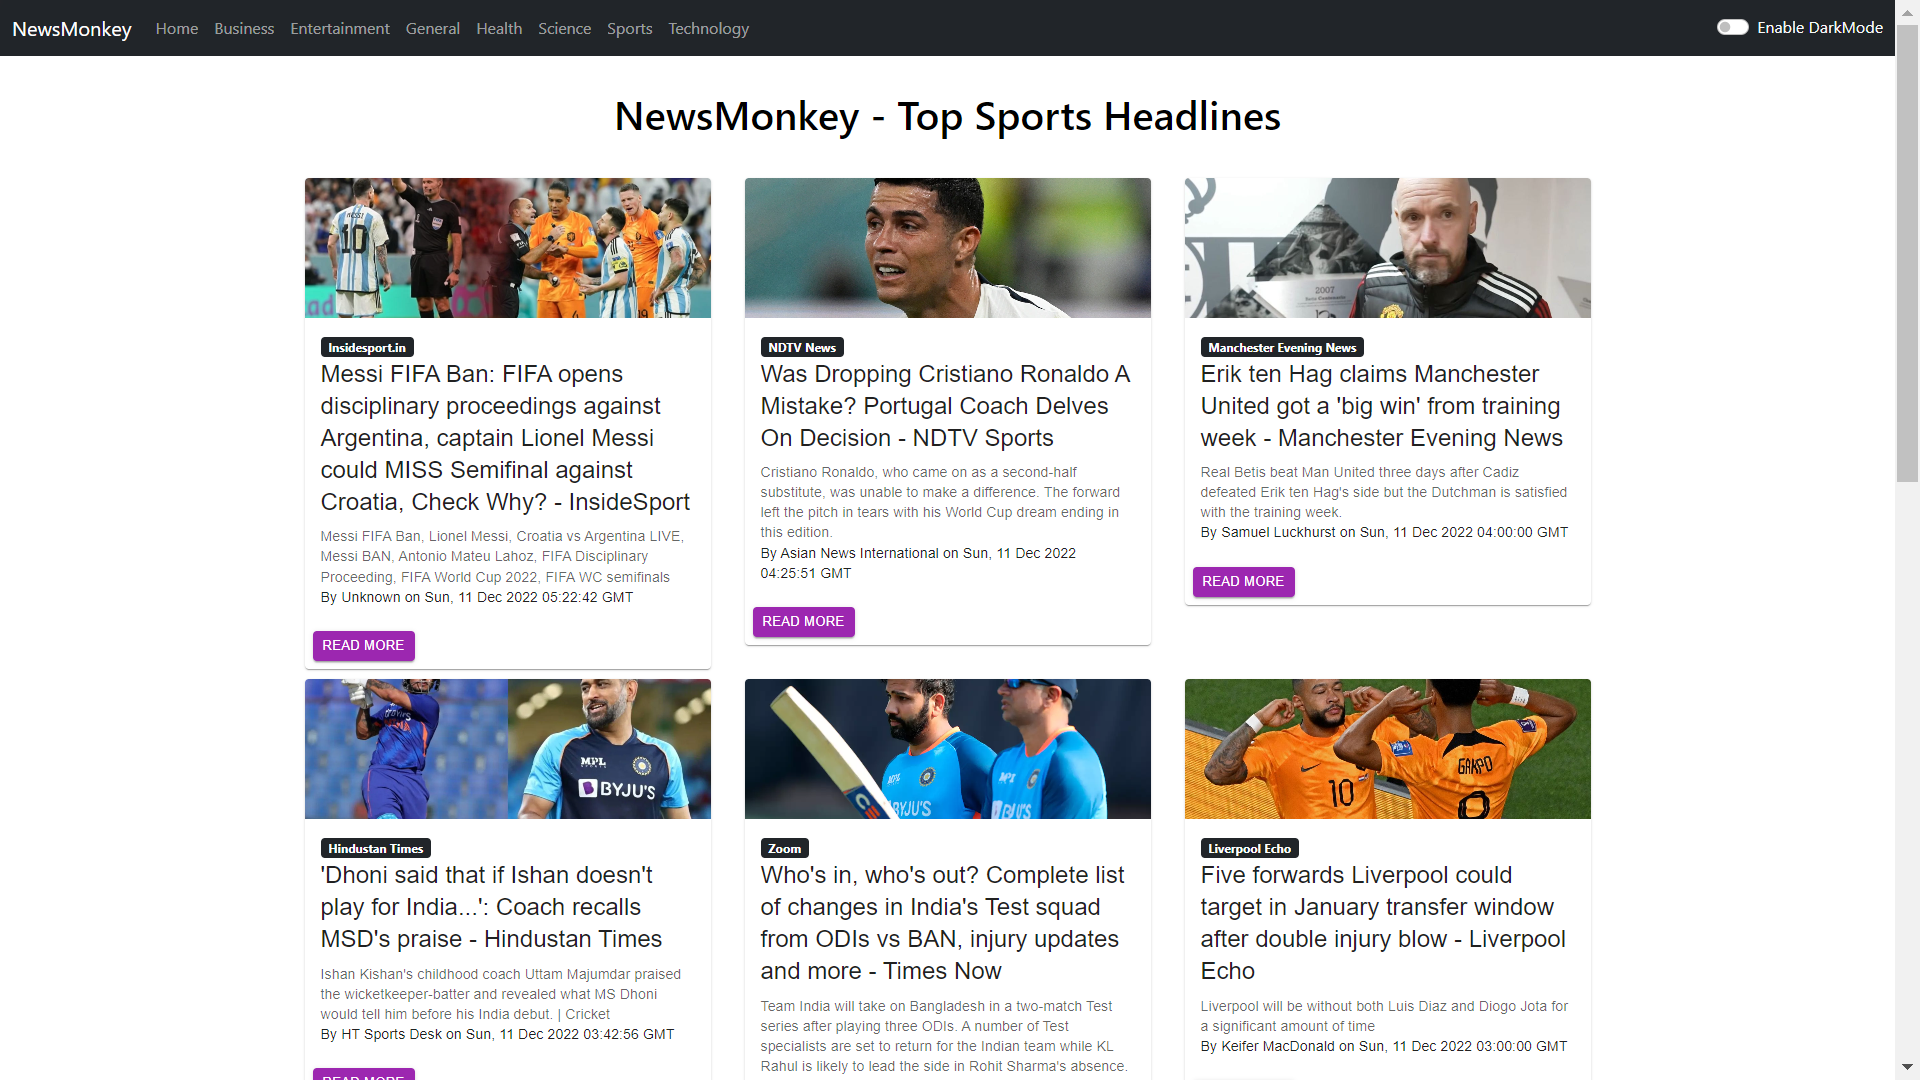 NewsMonkey Home Business Entertainment General Health Science Sports Technology Enable DarkMode
NewsMonkey - Top Sports Headlines
MESSI
10
2007
Insidesport.in
Messi FIFA Ban: FIFA opens
disciplinary proceedings against
Argentina, captain Lionel Messi
could MISS Semifinal against
Croatia, Check Why? - InsideSport
Messi FIFA Ban, Lionel Messi, Croatia vs Argentina LIVE,
Messi BAN, Antonio Mateu Lahoz, FIFA Disciplinary
Proceeding, FIFA World Cup 2022, FIFA WC semifinals
By Unknown on Sun, 11 Dec 2022 05:22:42 GMT
READ MORE
NDTV News
Was Dropping Cristiano Ronaldo A
Mistake? Portugal Coach Delves
On Decision - NDTV Sports
Cristiano Ronaldo, who came on as a second-half
substitute, was unable to make a difference. The forward
left the pitch in tears with his World Cup dream ending in
this edition.
By Asian News International on Sun, 11 Dec 2022
04:25:51 GMT
READ MORE
Manchester Evening News
Erik ten Hag claims Manchester
United got a 'big win' from training
week - Manchester Evening News
Real Betis beat Man United three days after Cadiz
defeated Erik ten Hag's side but the Dutchman is satisfied
with the training week.
By Samuel Luckhurst on Sun, 11 Dec 2022 04:00:00 GMT
READ MORE
MPL
BYJU'S
Hindustan Times
'Dhoni said that if Ishan doesn't
play for India...': Coach recalls
MSD's praise - Hindustan Times
Ishan Kishan's childhood coach Uttam Majumdar praised
the wicketkeeper-batter and revealed what MS Dhoni
would tell him before his India debut. | Cricket
By HT Sports Desk on Sun, 11 Dec 2022 03:42:56 GMT
READ MORE
MPL
MPL
BYJU'S
BYJU'S
Zoom
Who's in, who's out? Complete list
of changes in India's Test squad
from ODIs vs BAN, injury updates
and more - Times Now
Team India will take on Bangladesh in a two-match Test
series after playing three ODIs. A number of Test
specialists are set to return for the Indian team while KL
Rahul is likely to lead the side in Rohit Sharma's absence.
GAKPO
10
8
Liverpool Echo
Five forwards Liverpool could
target in January transfer window
after double injury blow - Liverpool
Echo
Liverpool will be without both Luis Diaz and Diogo Jota for
a significant amount of time
By Keifer MacDonald on Sun, 11 Dec 2022 03:00:00 GMT